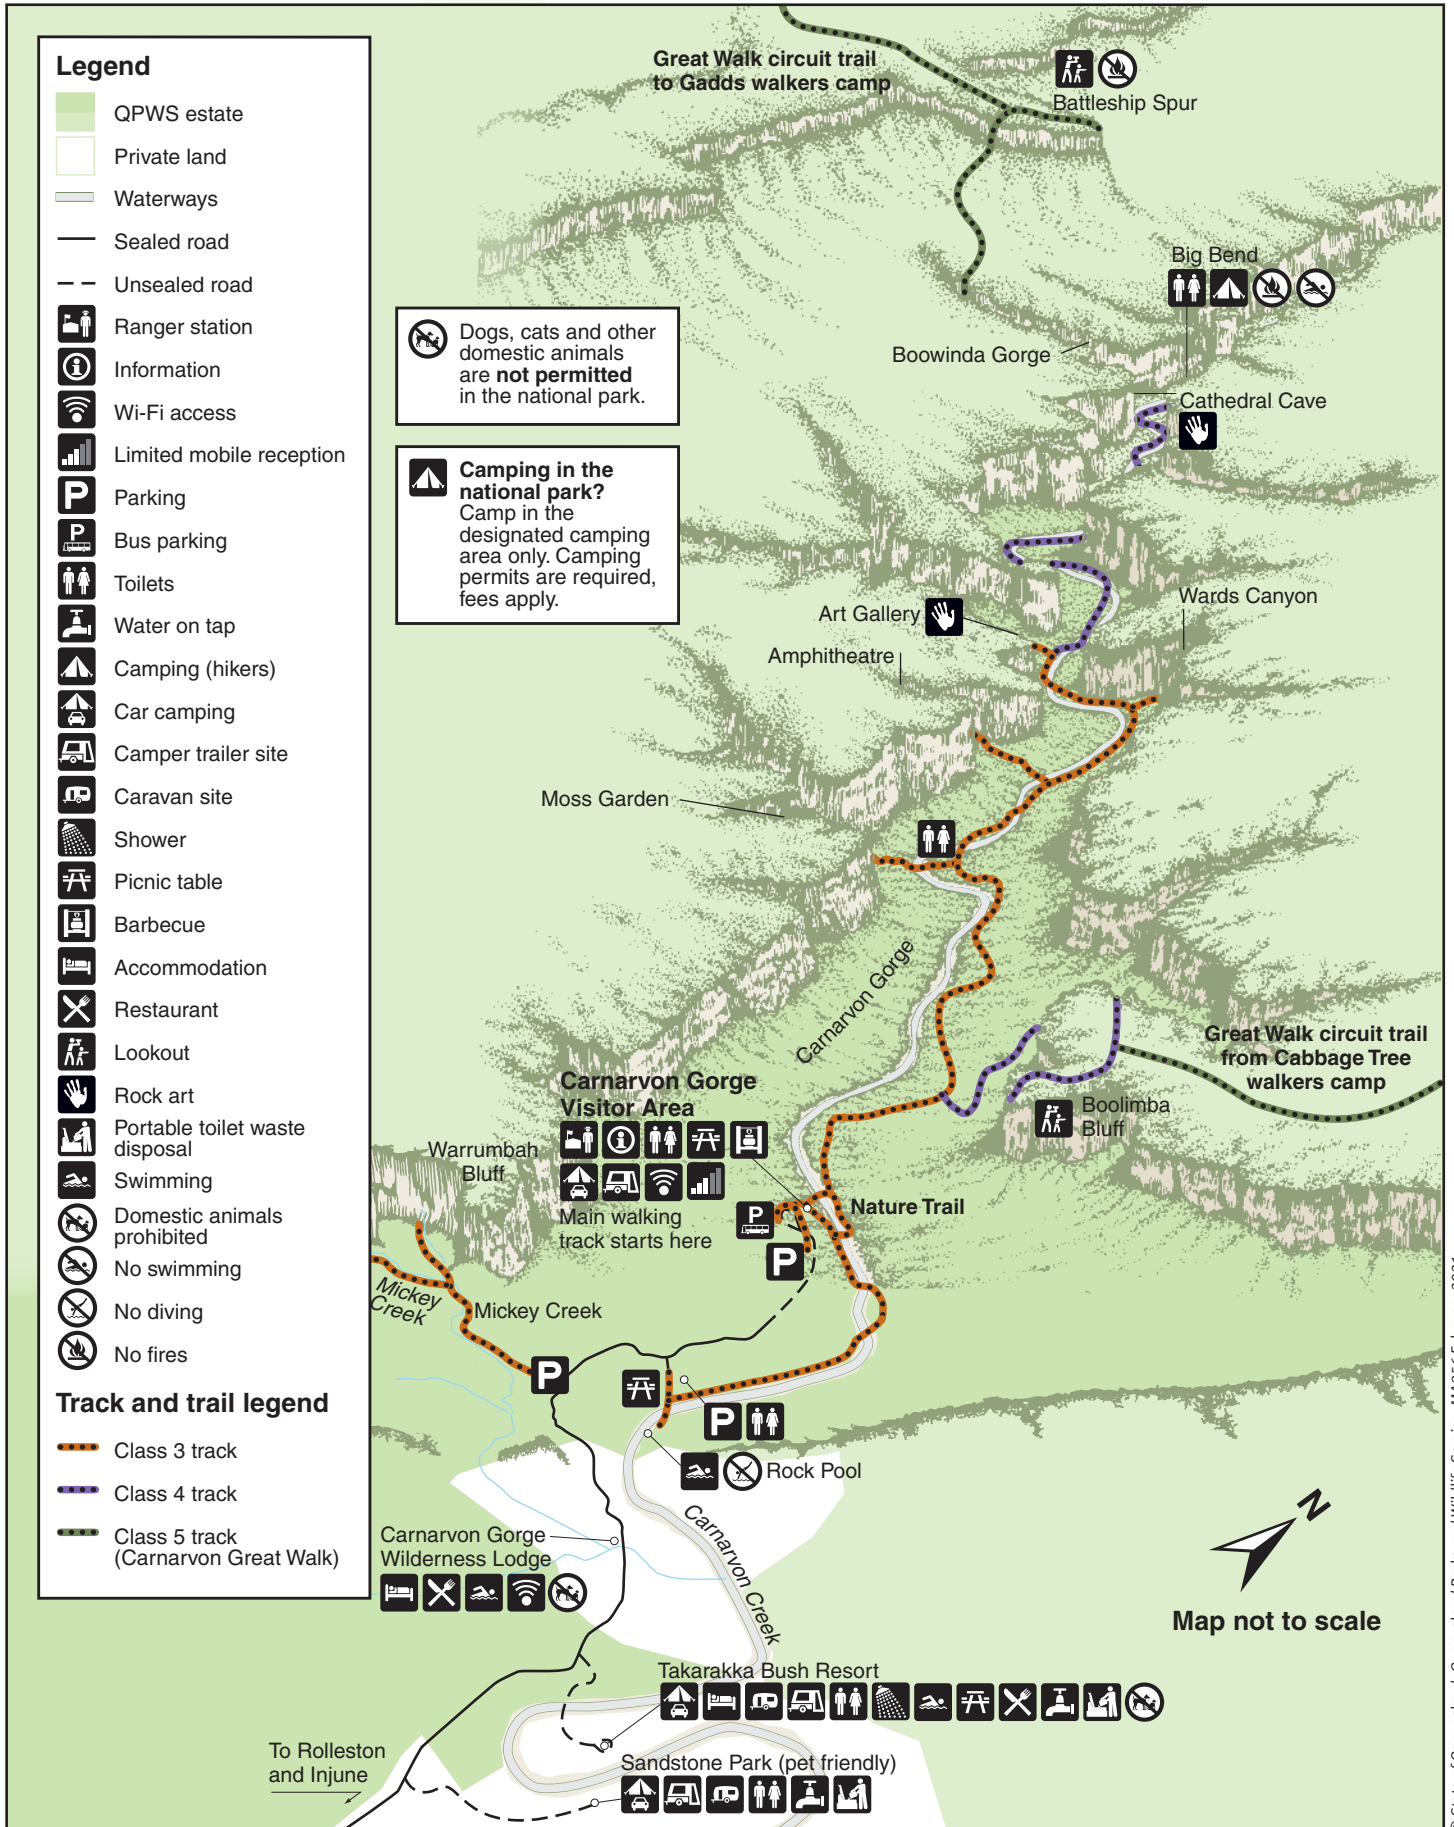 Legend
QPWS estate
Private land
Waterways
Sealed road
Unsealed road
Ranger station
Information
Wi-Fi access
Limited mobile reception
Parking
Bus parking
Toilets
Water on tap
Camping (hikers)
Car camping
Camper trailer site
Caravan site
Shower
Picnic table
Barbecue
Accommodation
Restaurant
Lookout
Rock art
Portable toilet waste
disposal
Swimming
Domestic animals
prohibited
No swimming
No diving
No fires
Track and trail legend
Class 3 track
Class 4 track
Class 5 track
(Carnarvon Great Walk)
Dogs, cats and other
domestic animals
are not permitted
in the national park.
Camping in the
national park?
Camp in the
designated camping
area only. Camping
permits are required,
fees apply.
Great Walk circuit trail
to Gadds walkers camp
Battleship Spur
Big Bend
Boowinda Gorge
Cathedral Cave
Wards Canyon
Art Gallery
Amphitheatre
Moss Garden
Carnarvon Gorge
Great Walk circuit trail
from Cabbage Tree
walkers camp
Boolimba
Bluff
Carnarvon Gorge
Visitor Area
Main walking
track starts here
P
P
Nature Trail
Warrumbah
Bluff
Mickey
Creek
Mickey Creek
P
P
Rock Pool
Carnarvon Gorge
Wilderness Lodge
Carnarvon Creek
N
Map not to scale
Takarakka Bush Resort
Sandstone Park (pet friendly)
To Rolleston
and Injune